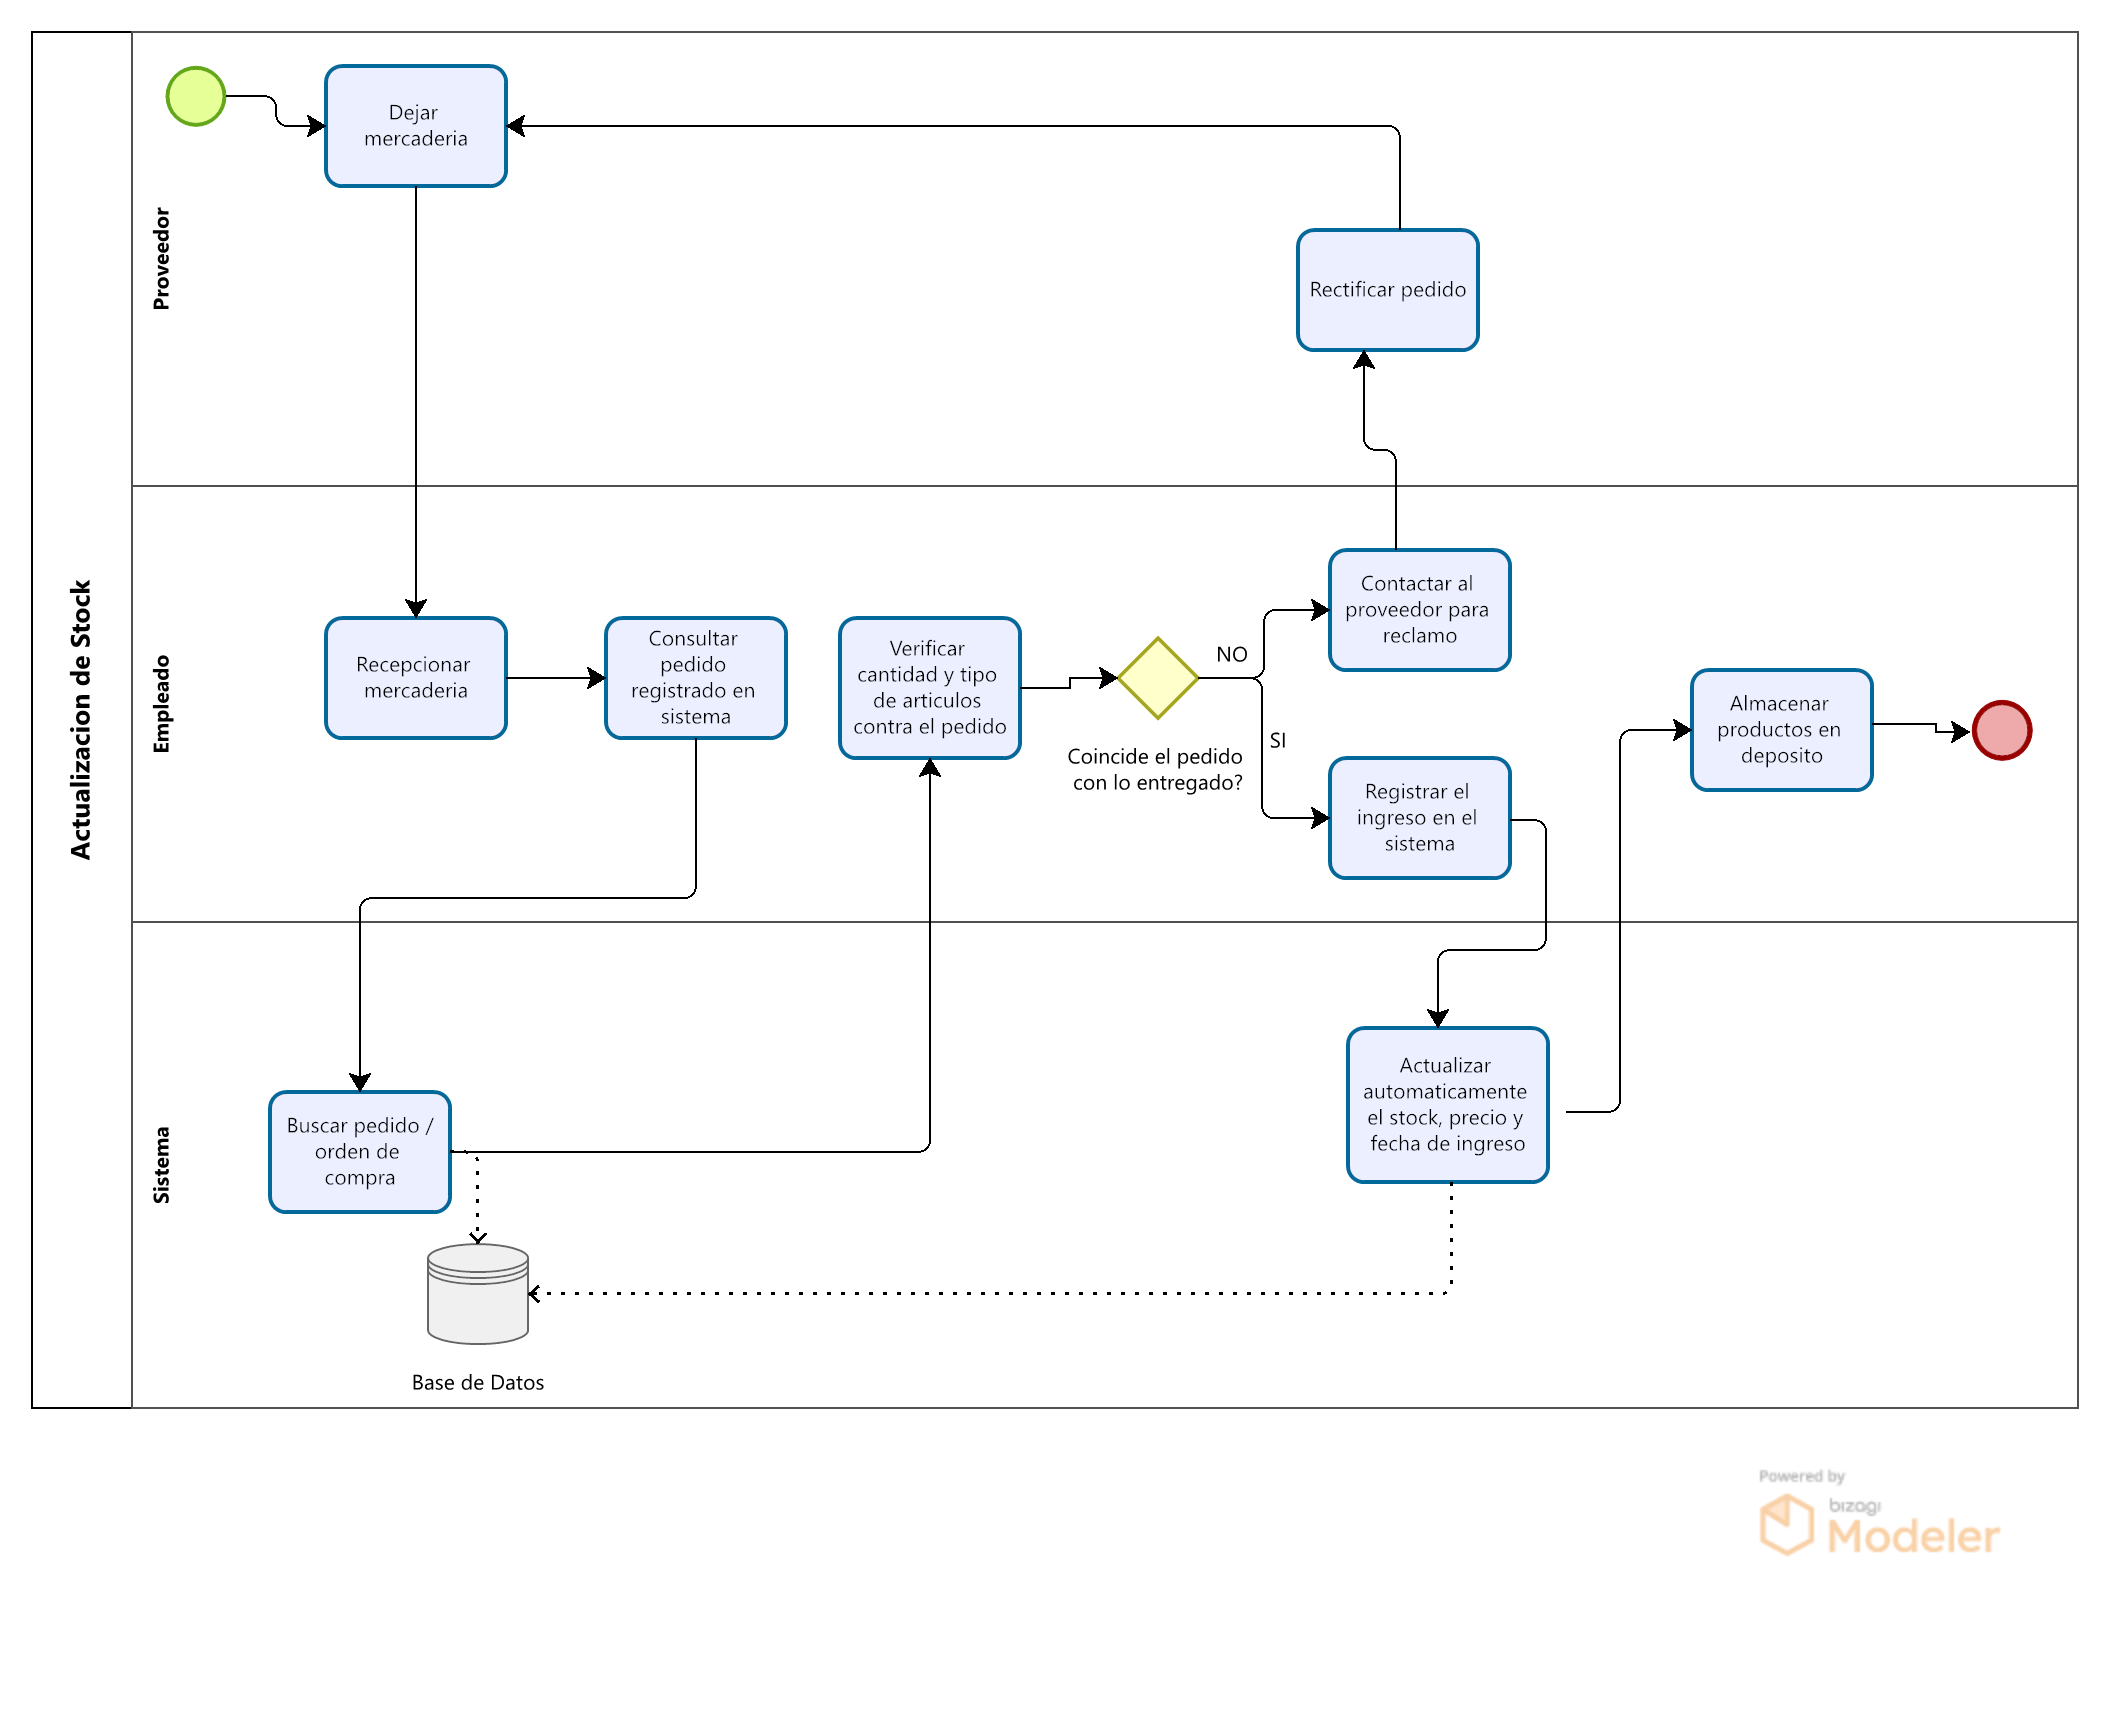 Actualizacion de Stock
Proveedor
Dejar
mercaderia
Rectificar pedido
Empleado
Recepcionar
mercaderia
Consultar
pedido
registrado en
sistema
Verificar
cantidad y tipo
de articulos
contra el pedido
Coincide el pedido
con lo entregado?
NO
SI
Contactar al
proveedor para
reclamo
Registrar el
ingreso en el
sistema
Almacenar
productos en
deposito
Sistema
Buscar pedido /
orden de
compra
Base de Datos
Actualizar
automaticamente
el stock, precio y
fecha de ingreso
Powered by
bizagi
Modeler